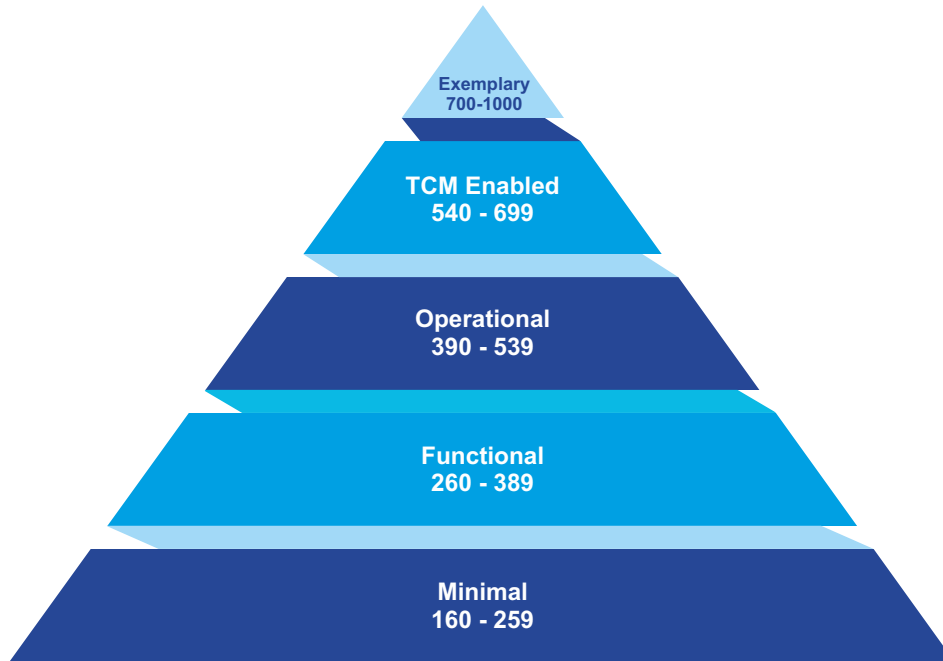 Exemplary
700-1000
TCM Enabled
540 - 699
Operational
390 - 539
Functional
260 - 389
Minimal
160 - 259